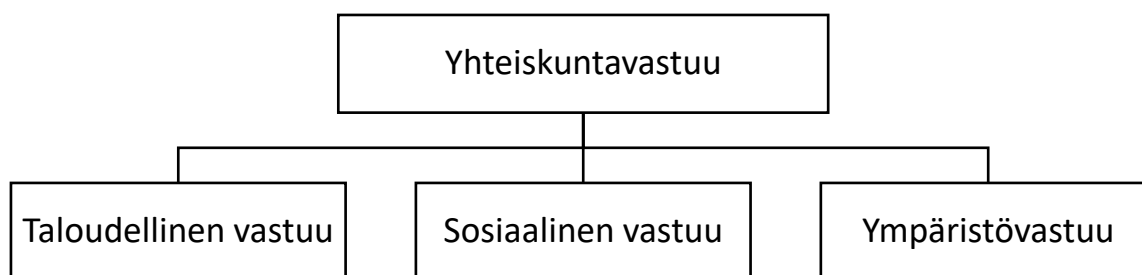 Yhteiskuntavastuu
Taloudellinen vastuu
Sosiaalinen vastuu
Ympäristövastuu